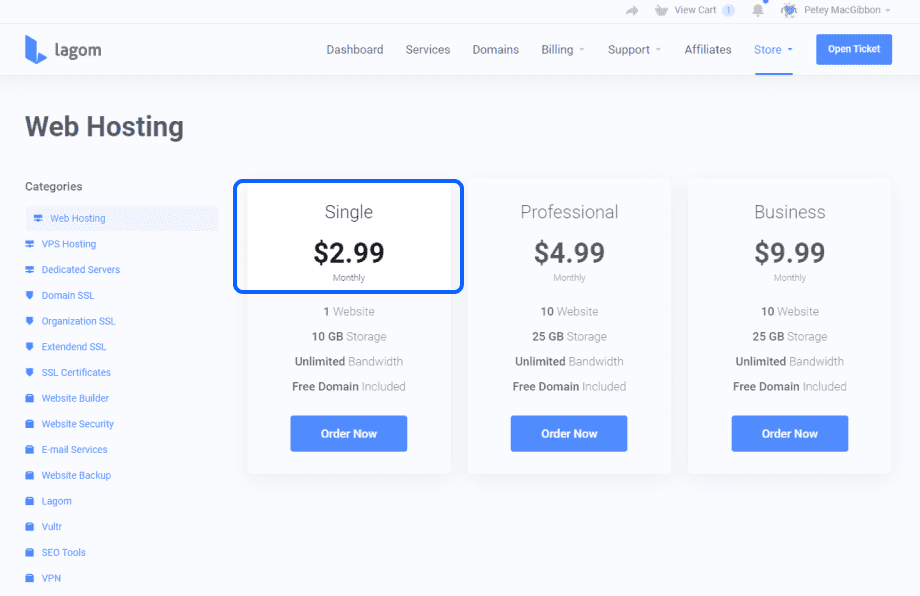 View Cart 1 Petey MacGibbon
lagom
Dashboard Services Domains Billing Support Affiliates Store Open Ticket
Web Hosting
Categories
Web Hosting
VPS Hosting
Dedicated Servers
Domain SSL
Organization SSL
Extendend SSL
SSL Certificates
Website Builder
Website Security
E-mail Services
Website Backup
Lagom
Vultr
SEO Tools
VPN
Single
$2.99
Monthly
1 Website
10 GB Storage
Unlimited Bandwidth
Free Domain Included
Order Now
Professional
$4.99
Monthly
10 Website
25 GB Storage
Unlimited Bandwidth
Free Domain Included
Order Now
Business
$9.99
Monthly
10 Website
25 GB Storage
Unlimited Bandwidth
Free Domain Included
Order Now